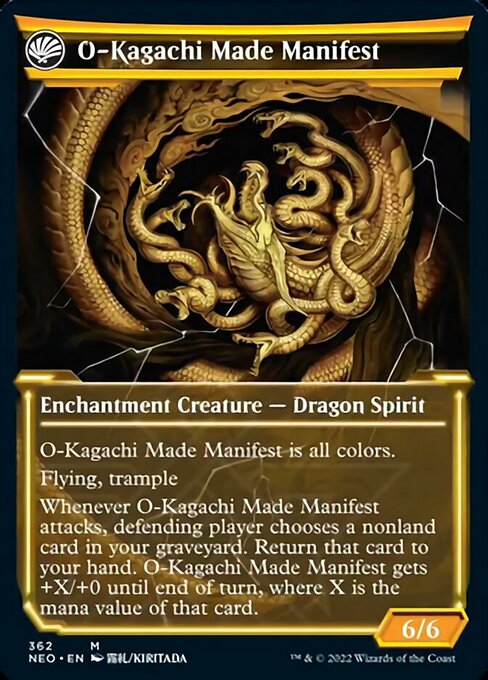 O-Kagachi Made Manifest
Enchantment Creature — Dragon Spirit
O-Kagachi Made Manifest is all colors.
Flying, trample
Whenever O-Kagachi Made Manifest
attacks, defending player chooses a nonland
card in your graveyard. Return that card to
your hand. O-Kagachi Made Manifest gets
+X/+0 until end of turn, where X is the
mana value of that card.
6/6
362 M
NEO • EN 霧札/KIRITADA
™ & © 2022 Wizards of the Coast